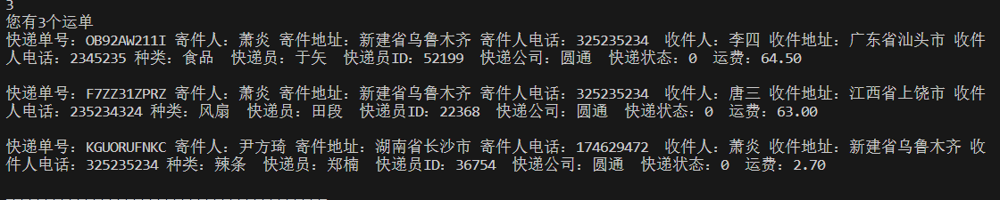 3
您有3个运单
快递单号：OB92AW211I 寄件人：萧炎 寄件地址：新建省乌鲁木齐 寄件人电话：325235234  收件人：李四 收件地址：广东省汕头市 收件
人电话：2345235 种类：食品  快递员：于矢  快递员ID：52199  快递公司：圆通  快递状态：0  运费：64.50
快递单号：F7ZZ31ZPRZ 寄件人：萧炎 寄件地址：新建省乌鲁木齐 寄件人电话：325235234  收件人：唐三 收件地址：江西省上饶市 收件
人电话：235234324 种类：风扇  快递员：田段  快递员ID：22368  快递公司：圆通  快递状态：0  运费：63.00
快递单号：KGUORUFNKC 寄件人：尹方琦 寄件地址：湖南省长沙市 寄件人电话：174629472  收件人：萧炎 收件地址：新建省乌鲁木齐 收
件人电话：325235234 种类：辣条  快递员：郑楠  快递员ID：36754  快递公司：圆通  快递状态：0  运费：2.70